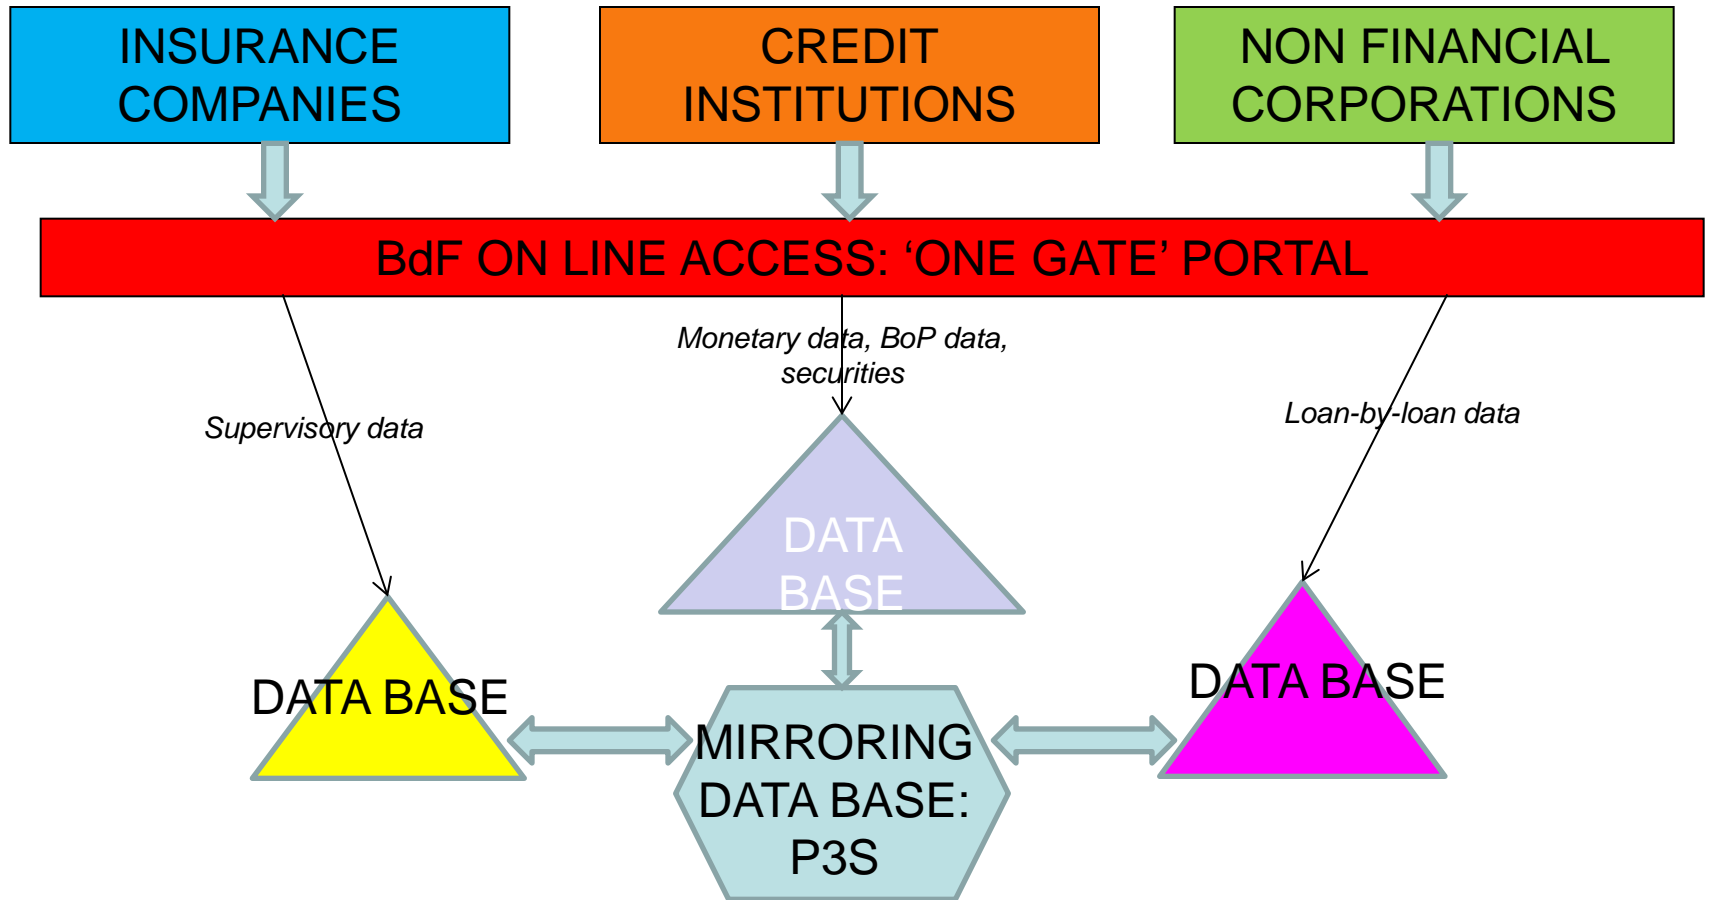 INSURANCE
COMPANIES
CREDIT
INSTITUTIONS
NON FINANCIAL
CORPORATIONS
BdF ON LINE ACCESS: ‘ONE GATE’ PORTAL
Monetary data, BoP data,
securities
Supervisory data
Loan-by-loan data
DATA
BASE
DATA BASE
DATA BASE
MIRRORING
DATA BASE:
P3S